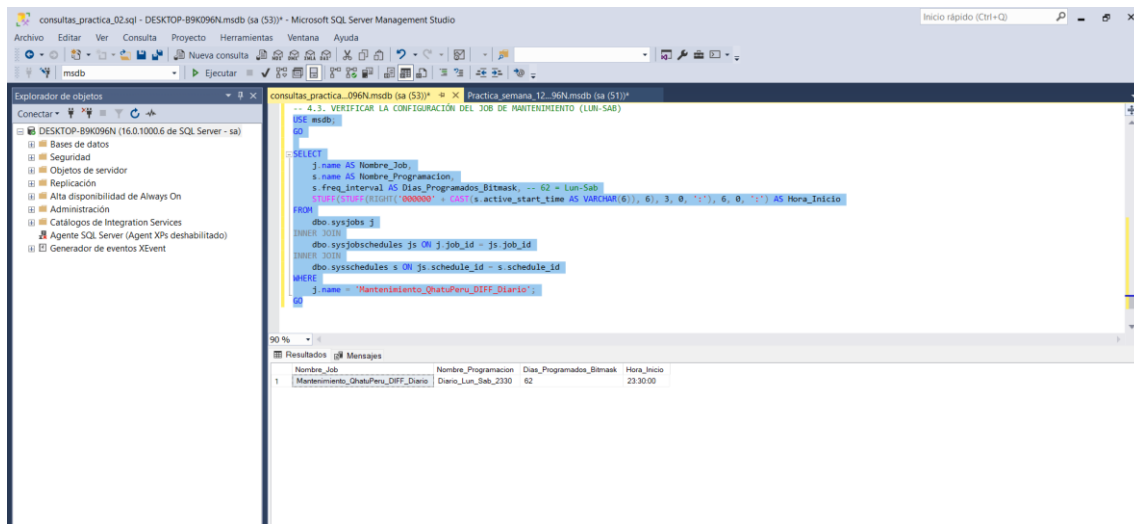 consultas_practica_02.sql - DESKTOP-B9K096N.msdb (sa (53))* - Microsoft SQL Server Management Studio
Inicio rápido (Ctrl+Q)
Archivo Editar Ver Consulta Proyecto Herramientas Ventana Ayuda
Nueva consulta
msdb Ejecutar
Explorador de objetos
Conectar
DESKTOP-B9K096N (16.0.1000.6 de SQL Server - sa)
Bases de datos
Seguridad
Objetos de servidor
Replicación
Alta disponibilidad de Always On
Administración
Catálogos de Integration Services
Agente SQL Server (Agent XPs deshabilitado)
Generador de eventos XEvent
consultas_practica...096N.msdb (sa (53))* Practica_semana_12...96N.msdb (sa (51))*
-- 4.3. VERIFICAR LA CONFIGURACIÓN DEL JOB DE MANTENIMIENTO (LUN-SAB)
USE msdb;
GO
SELECT
j.name AS Nombre_Job,
s.name AS Nombre_Programacion,
s.freq_interval AS Dias_Programados_Bitmask, -- 62 = Lun-Sab
STUFF(STUFF(RIGHT('000000' + CAST(s.active_start_time AS VARCHAR(6)), 6), 3, 0, ':'), 6, 0, ':') AS Hora_Inicio
FROM
dbo.sysjobs j
INNER JOIN
dbo.sysjobschedules js ON j.job_id = js.job_id
INNER JOIN
dbo.sysschedules s ON js.schedule_id = s.schedule_id
WHERE
j.name = 'Mantenimiento_QhatuPeru_DIFF_Diario';
GO
90 %
Resultados Mensajes
Nombre_Job Nombre_Programacion Dias_Programados_Bitmask Hora_Inicio
1 Mantenimiento_QhatuPeru_DIFF_Diario Diario_Lun_Sab_2330 62 23:30:00